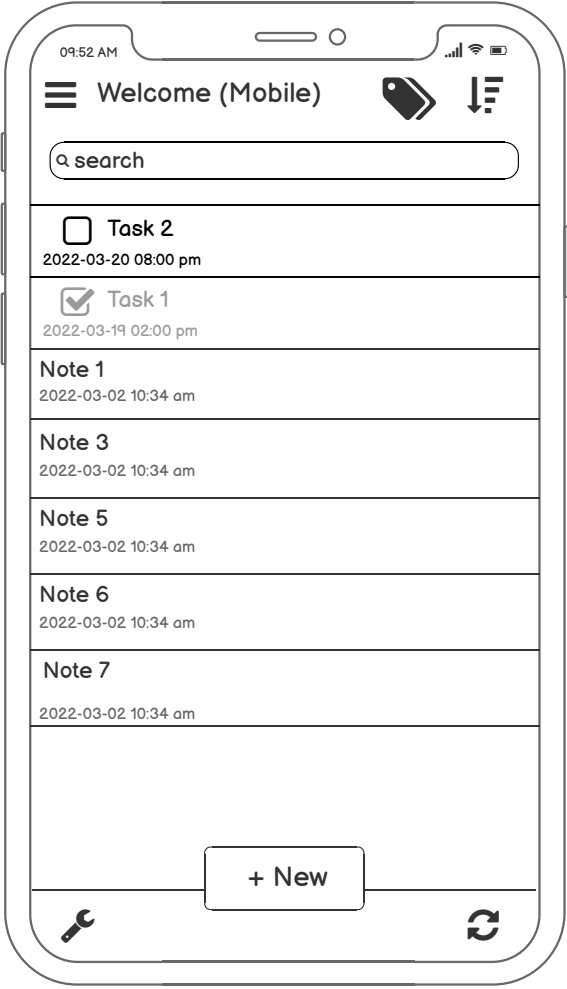 09:52 AM
Welcome (Mobile)
search
Task 2
2022-03-20 08:00 pm
Task 1
2022-03-19 02:00 pm
Note 1
2022-03-02 10:34 am
Note 3
2022-03-02 10:34 am
Note 5
2022-03-02 10:34 am
Note 6
2022-03-02 10:34 am
Note 7
2022-03-02 10:34 am
+ New